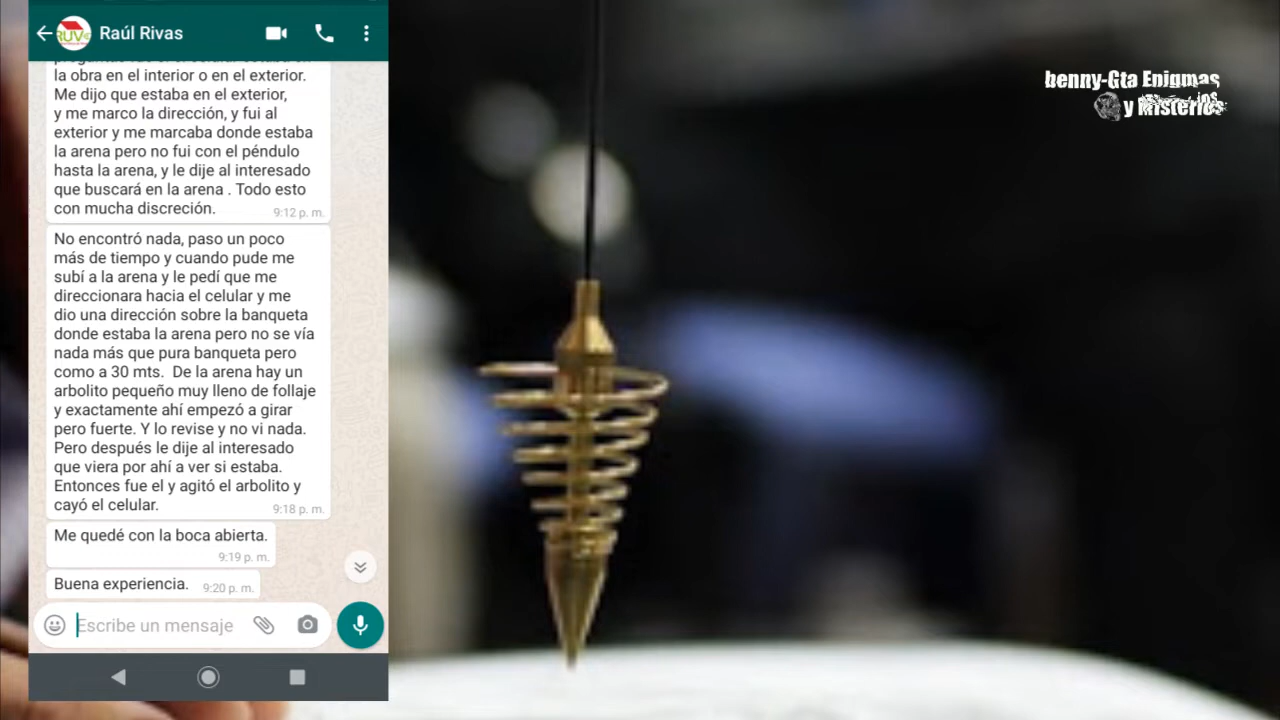 Raúl Rivas
la obra en el interior o en el exterior.
Me dijo que estaba en el exterior,
y me marco la dirección, y fui al
exterior y me marcaba donde estaba
la arena pero no fui con el péndulo
hasta la arena, y le dije al interesado
que buscará en la arena . Todo esto
con mucha discreción.
9:12 p. m.
No encontró nada, paso un poco
más de tiempo y cuando pude me
subí a la arena y le pedí que me
direccionara hacia el celular y me
dio una dirección sobre la banqueta
donde estaba la arena pero no se vía
nada más que pura banqueta pero
como a 30 mts. De la arena hay un
arbolito pequeño muy lleno de follaje
y exactamente ahí empezó a girar
pero fuerte. Y lo revise y no vi nada.
Pero después le dije al interesado
que viera por ahí a ver si estaba.
Entonces fue el y agitó el arbolito y
cayó el celular.
9:18 p. m.
Me quedé con la boca abierta.
9:19 p. m.
Buena experiencia.
9:20 p. m.
Escribe un mensaje
benny-Gta Enigmas
y Misterios